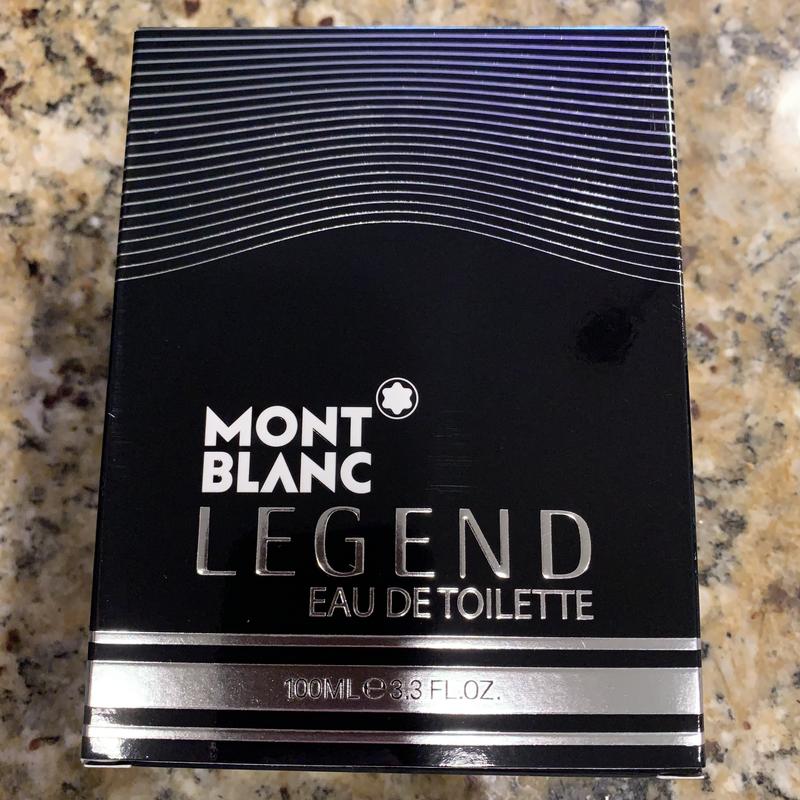 MONT
BLANC
LEGEND
EAU DE TOILETTE
100ML ℮ 3.3 FL.OZ.